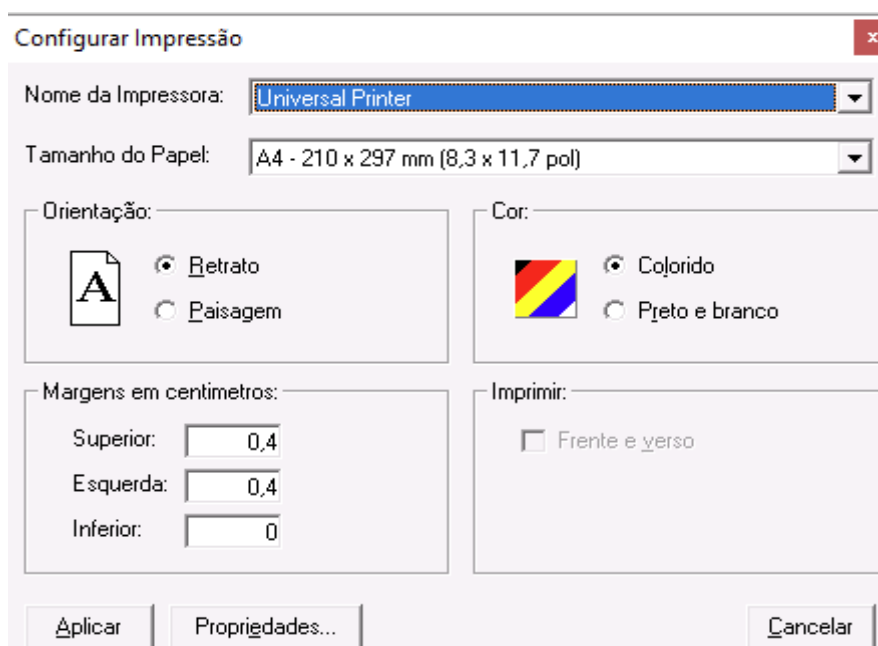 Configurar Impressão
x
Nome da Impressora: Universal Printer
Tamanho do Papel: A4 - 210 x 297 mm (8,3 x 11,7 pol)
Orientação:
A
Retrato
Paisagem
Cor:
Colorido
Preto e branco
Margens em centimetros:
Superior: 0,4
Esquerda: 0,4
Inferior: 0
Imprimir:
Frente e verso
Aplicar Propriedades... Cancelar